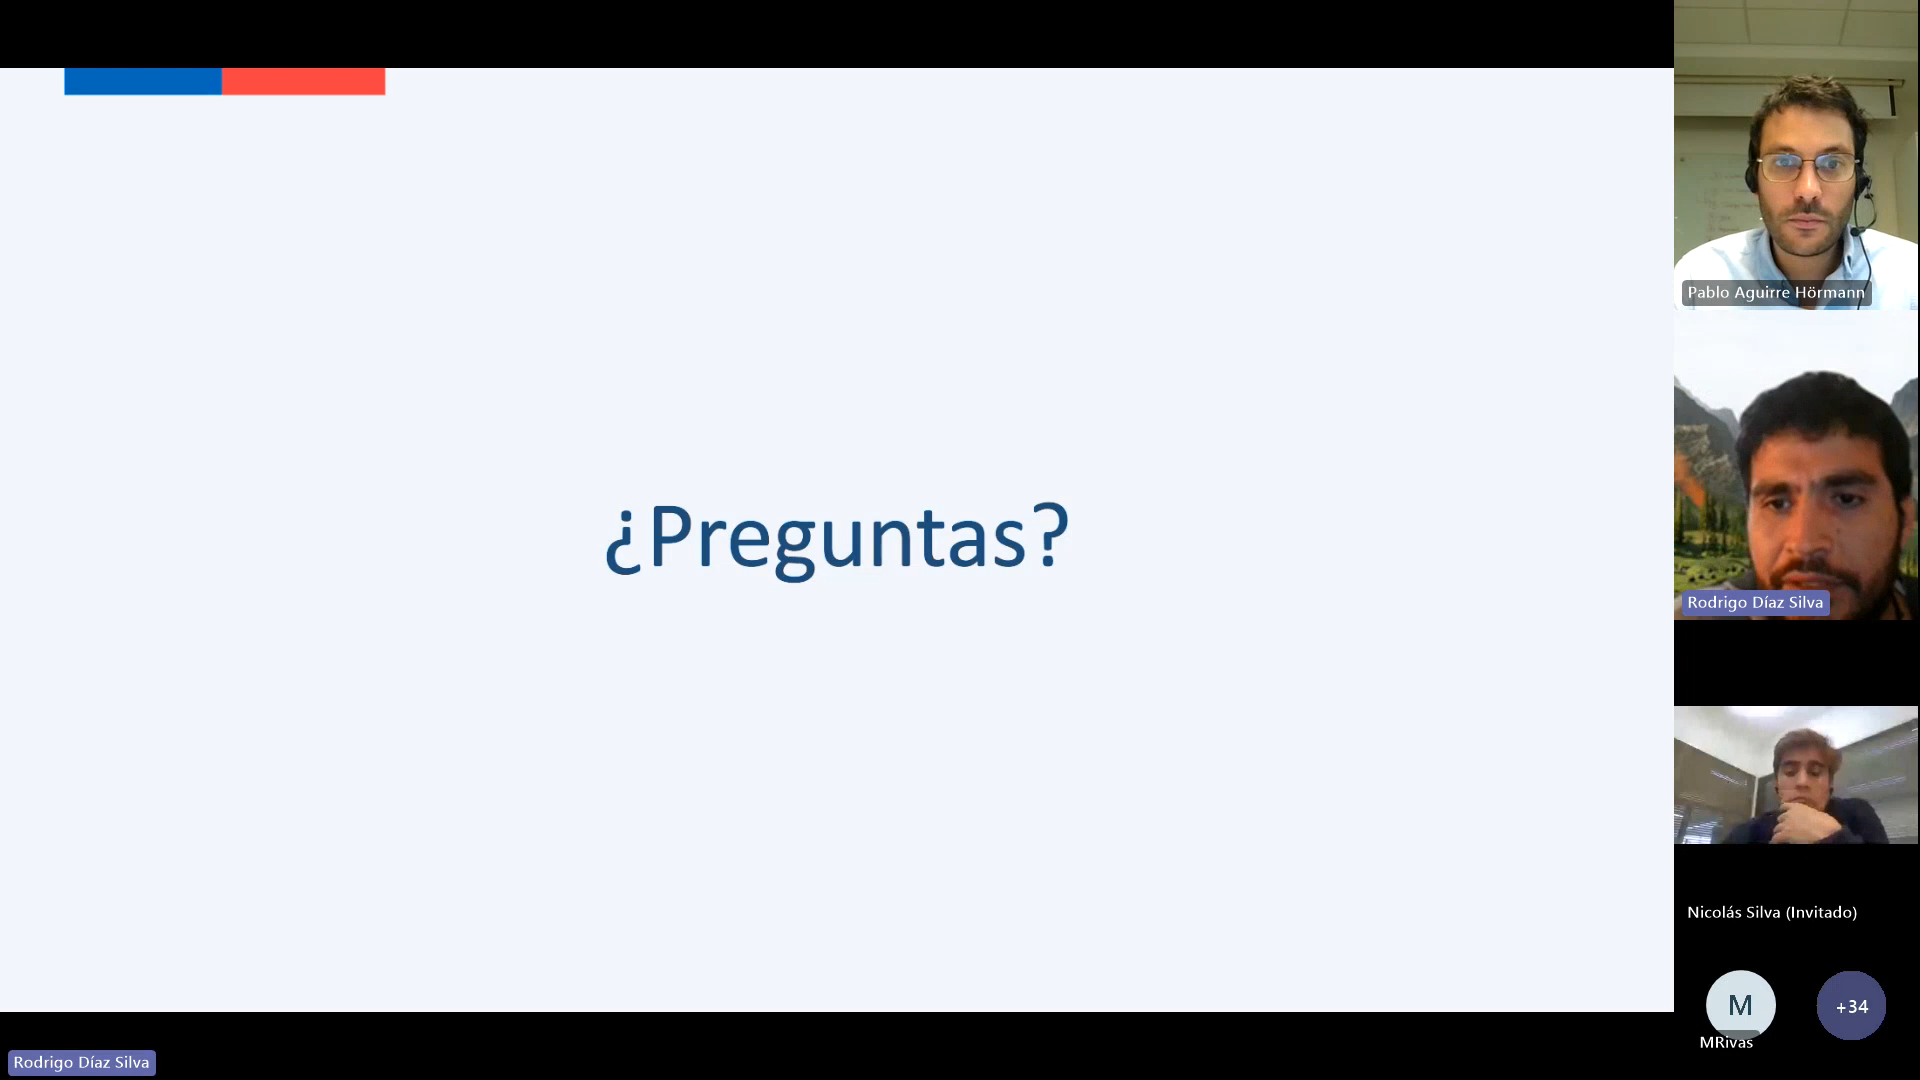 ¿Preguntas?
Pablo Aguirre Hörmann
Rodrigo Díaz Silva
Nicolás Silva (Invitado)
M
+34
MRivas
Rodrigo Díaz Silva